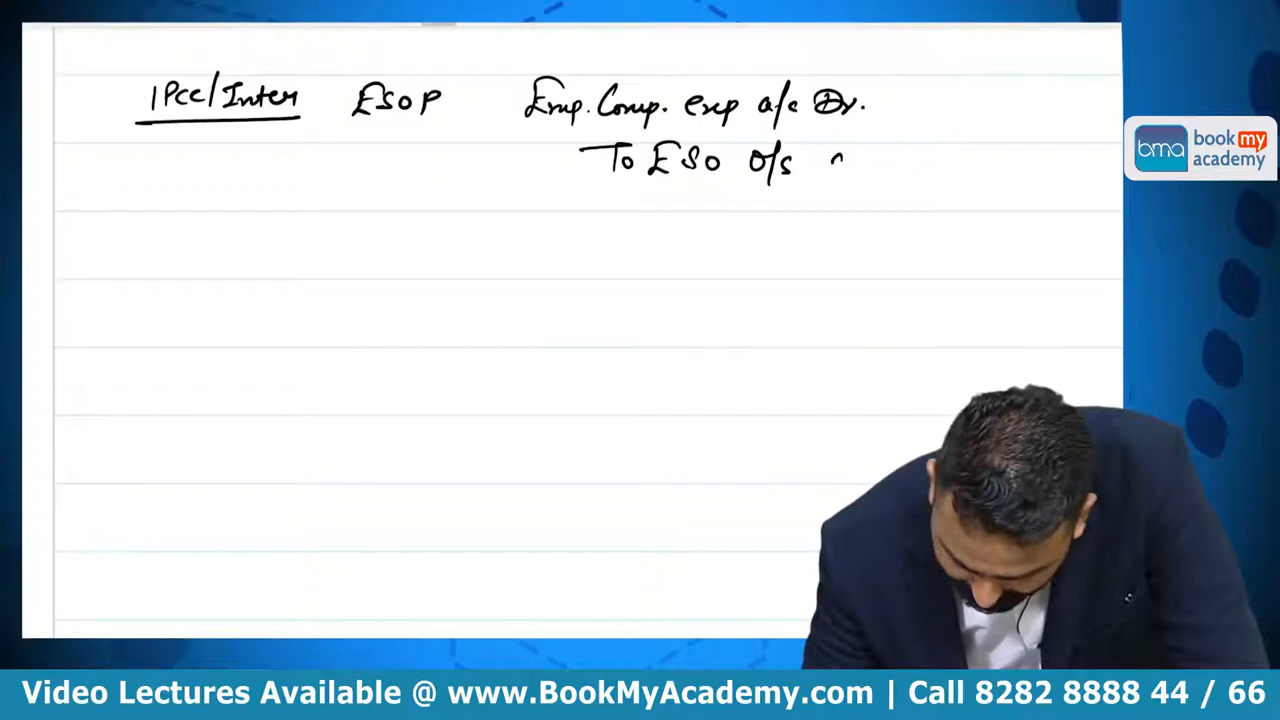 IPCC/Inter ESOP Emp. Comp. exp a/c Dr.
To ESO o/s
bma book my academy
Video Lectures Available @ www.BookMyAcademy.com | Call 8282 8888 44 / 66